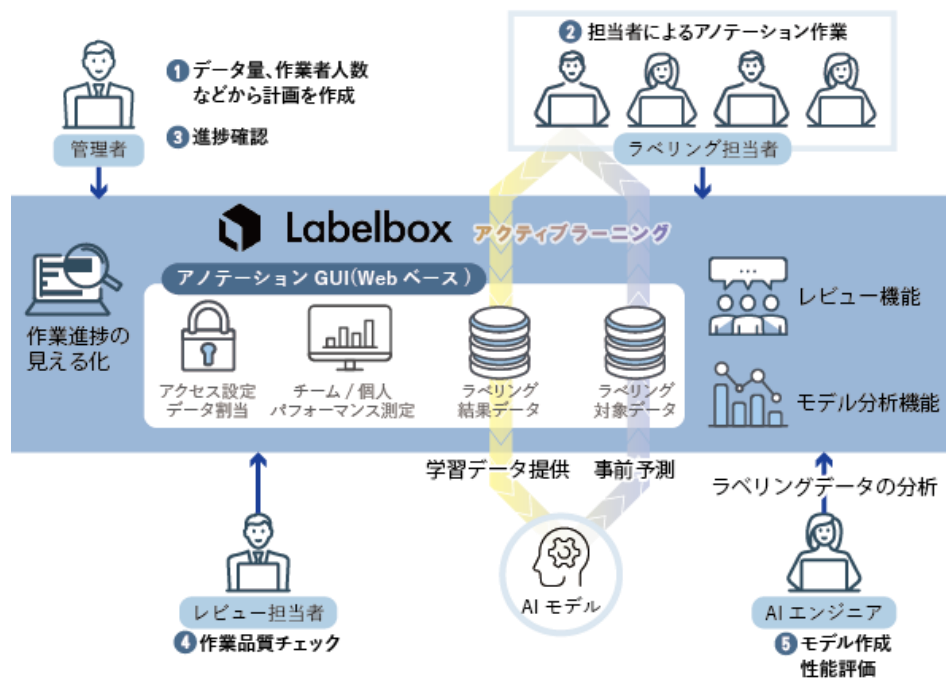 ① データ量、作業者人数
などから計画を作成
③ 進捗確認
管理者
② 担当者によるアノテーション作業
ラベリング担当者
Labelbox
アクティブラーニング
アノテーション GUI(Web ベース)
作業進捗の
見える化
アクセス設定
データ割当
チーム / 個人
パフォーマンス測定
ラベリング
結果データ
ラベリング
対象データ
...
レビュー機能
モデル分析機能
学習データ提供
事前予測
ラベリングデータの分析
レビュー担当者
④ 作業品質チェック
AI モデル
AI エンジニア
⑤ モデル作成
性能評価